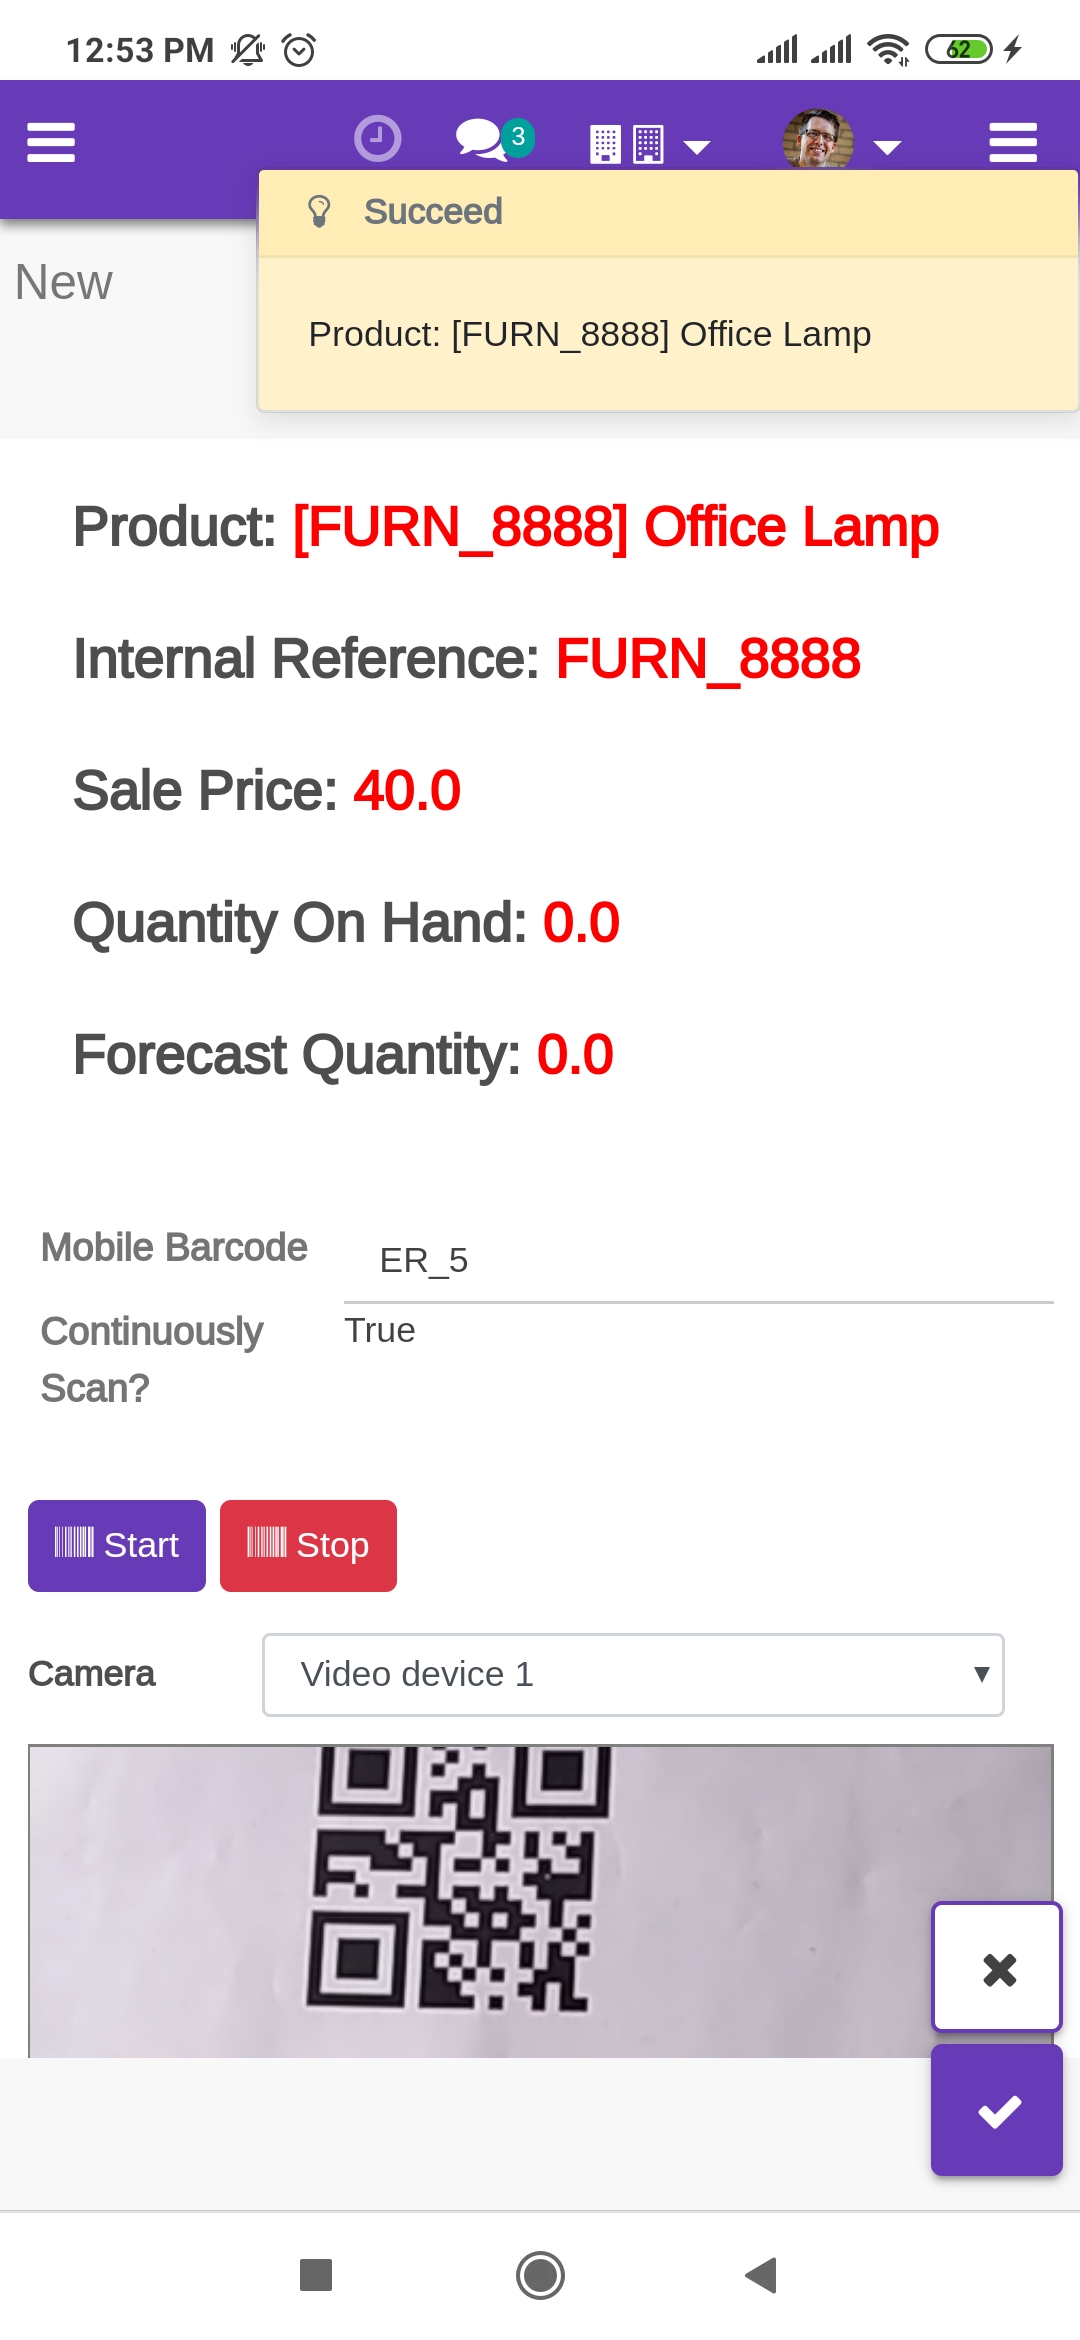 12:53 PM
62
3
Succeed
New
Product: [FURN_8888] Office Lamp
Product: [FURN_8888] Office Lamp
Internal Reference: FURN_8888
Sale Price: 40.0
Quantity On Hand: 0.0
Forecast Quantity: 0.0
Mobile Barcode ER_5
Continuously True
Scan?
Start Stop
Camera Video device 1